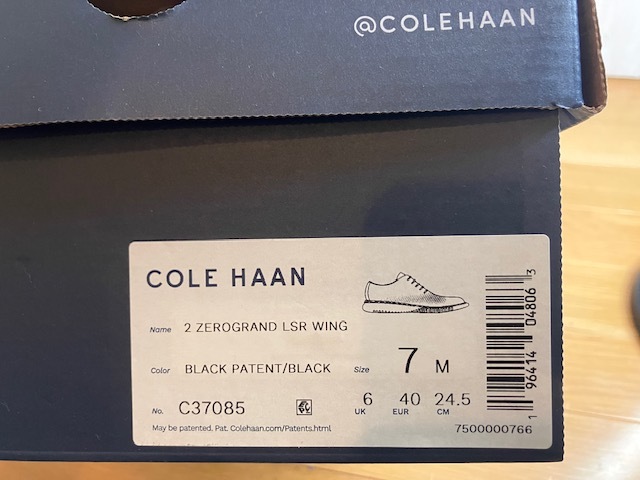 @COLEHAAN
COLE HAAN
Name 2 ZEROGRAND LSR WING
Color BLACK PATENT/BLACK Size 7 M
No. C37085 6 UK 40 EUR 24.5 CM
May be patented. Pat. Colehaan.com/Patents.html
7500000766
1 96414 04806 3